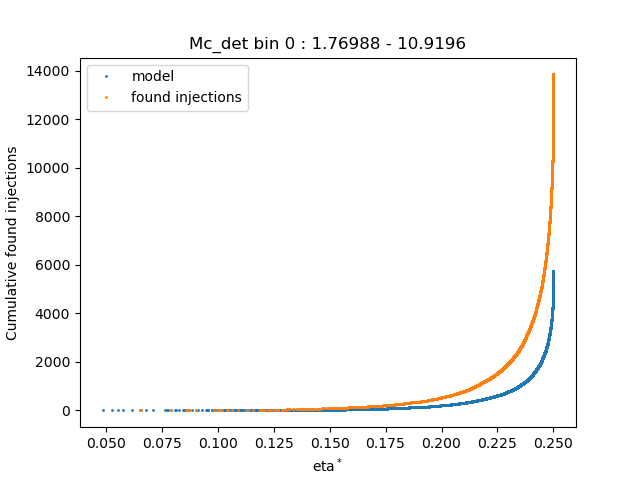 Mc_det bin 0 : 1.76988 - 10.9196
model
found injections
Cumulative found injections
14000
12000
10000
8000
6000
4000
2000
0
0.050 0.075 0.100 0.125 0.150 0.175 0.200 0.225 0.250
eta*